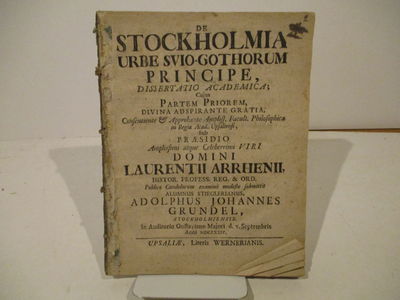 DE
STOCKHOLMIA
URBE SVIO-GOTHORUM
PRINCIPE,
DISSERTATIO ACADEMICA;
Cujus
PARTEM PRIOREM,
DIVINA ADSPIRANTE GRATIA,
Consentiente & Approbante Ampliss. Facult. Philosophica
in Regia Acad. Upsaliensi,
Sub
PRÆSIDIO
Amplissimi atque Celeberrimi VIRI
DOMINI
LAURENTII ARRHENII,
HISTOR. PROFESS. REG. & ORD.
Publico Candidorum examini modeste submittit
ALUMNUS STIEGLERIANUS,
ADOLPHUS JOHANNES
GRUNDEL,
STOCKHOLMIENSIS.
In Auditorio Gustaviano Majori d. Septembris
UPSALIÆ, Literis WERNERIANIS.